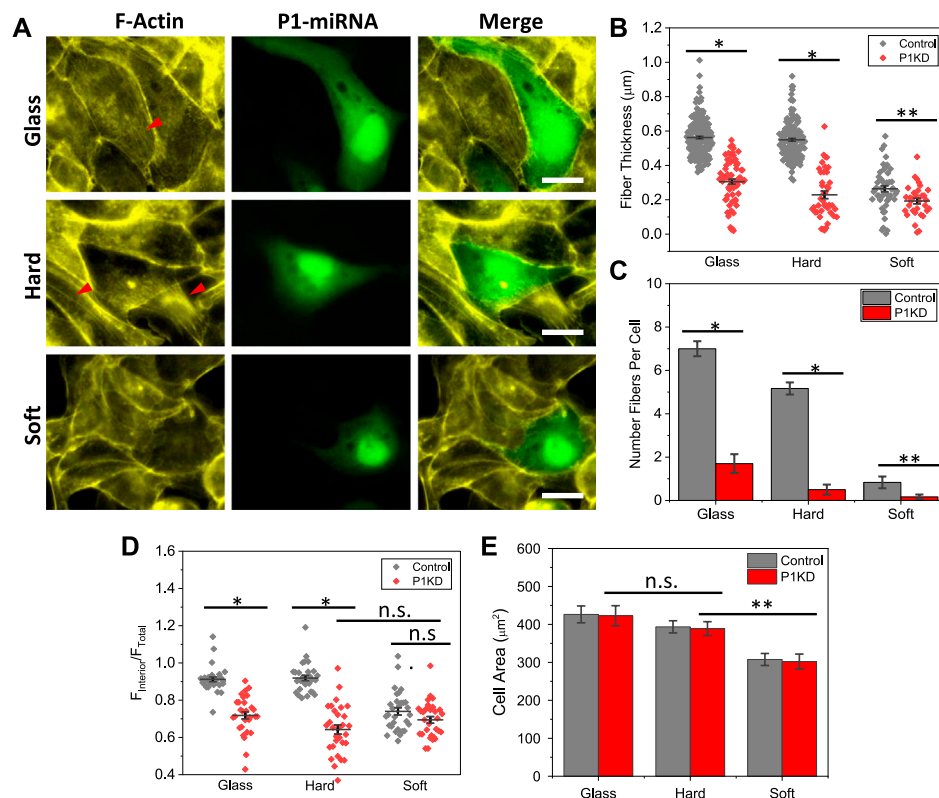 A
F-Actin
P1-miRNA
Merge
Glass
Hard
Soft
B
Fiber Thickness (μm)
1.2
1.0
0.8
0.6
0.4
0.2
0.0
Control
P1KD
*
*
**
Glass
Hard
Soft
C
Number Fibers Per Cell
10
8
6
4
2
0
Control
P1KD
*
*
**
Glass
Hard
Soft
D
F_Interior/F_Total
1.6
1.4
1.2
1.0
0.8
0.6
0.4
Control
P1KD
*
*
n.s.
n.s
Glass
Hard
Soft
E
Cell Area (μm²)
600
500
400
300
200
100
0
Control
P1KD
n.s.
**
Glass
Hard
Soft